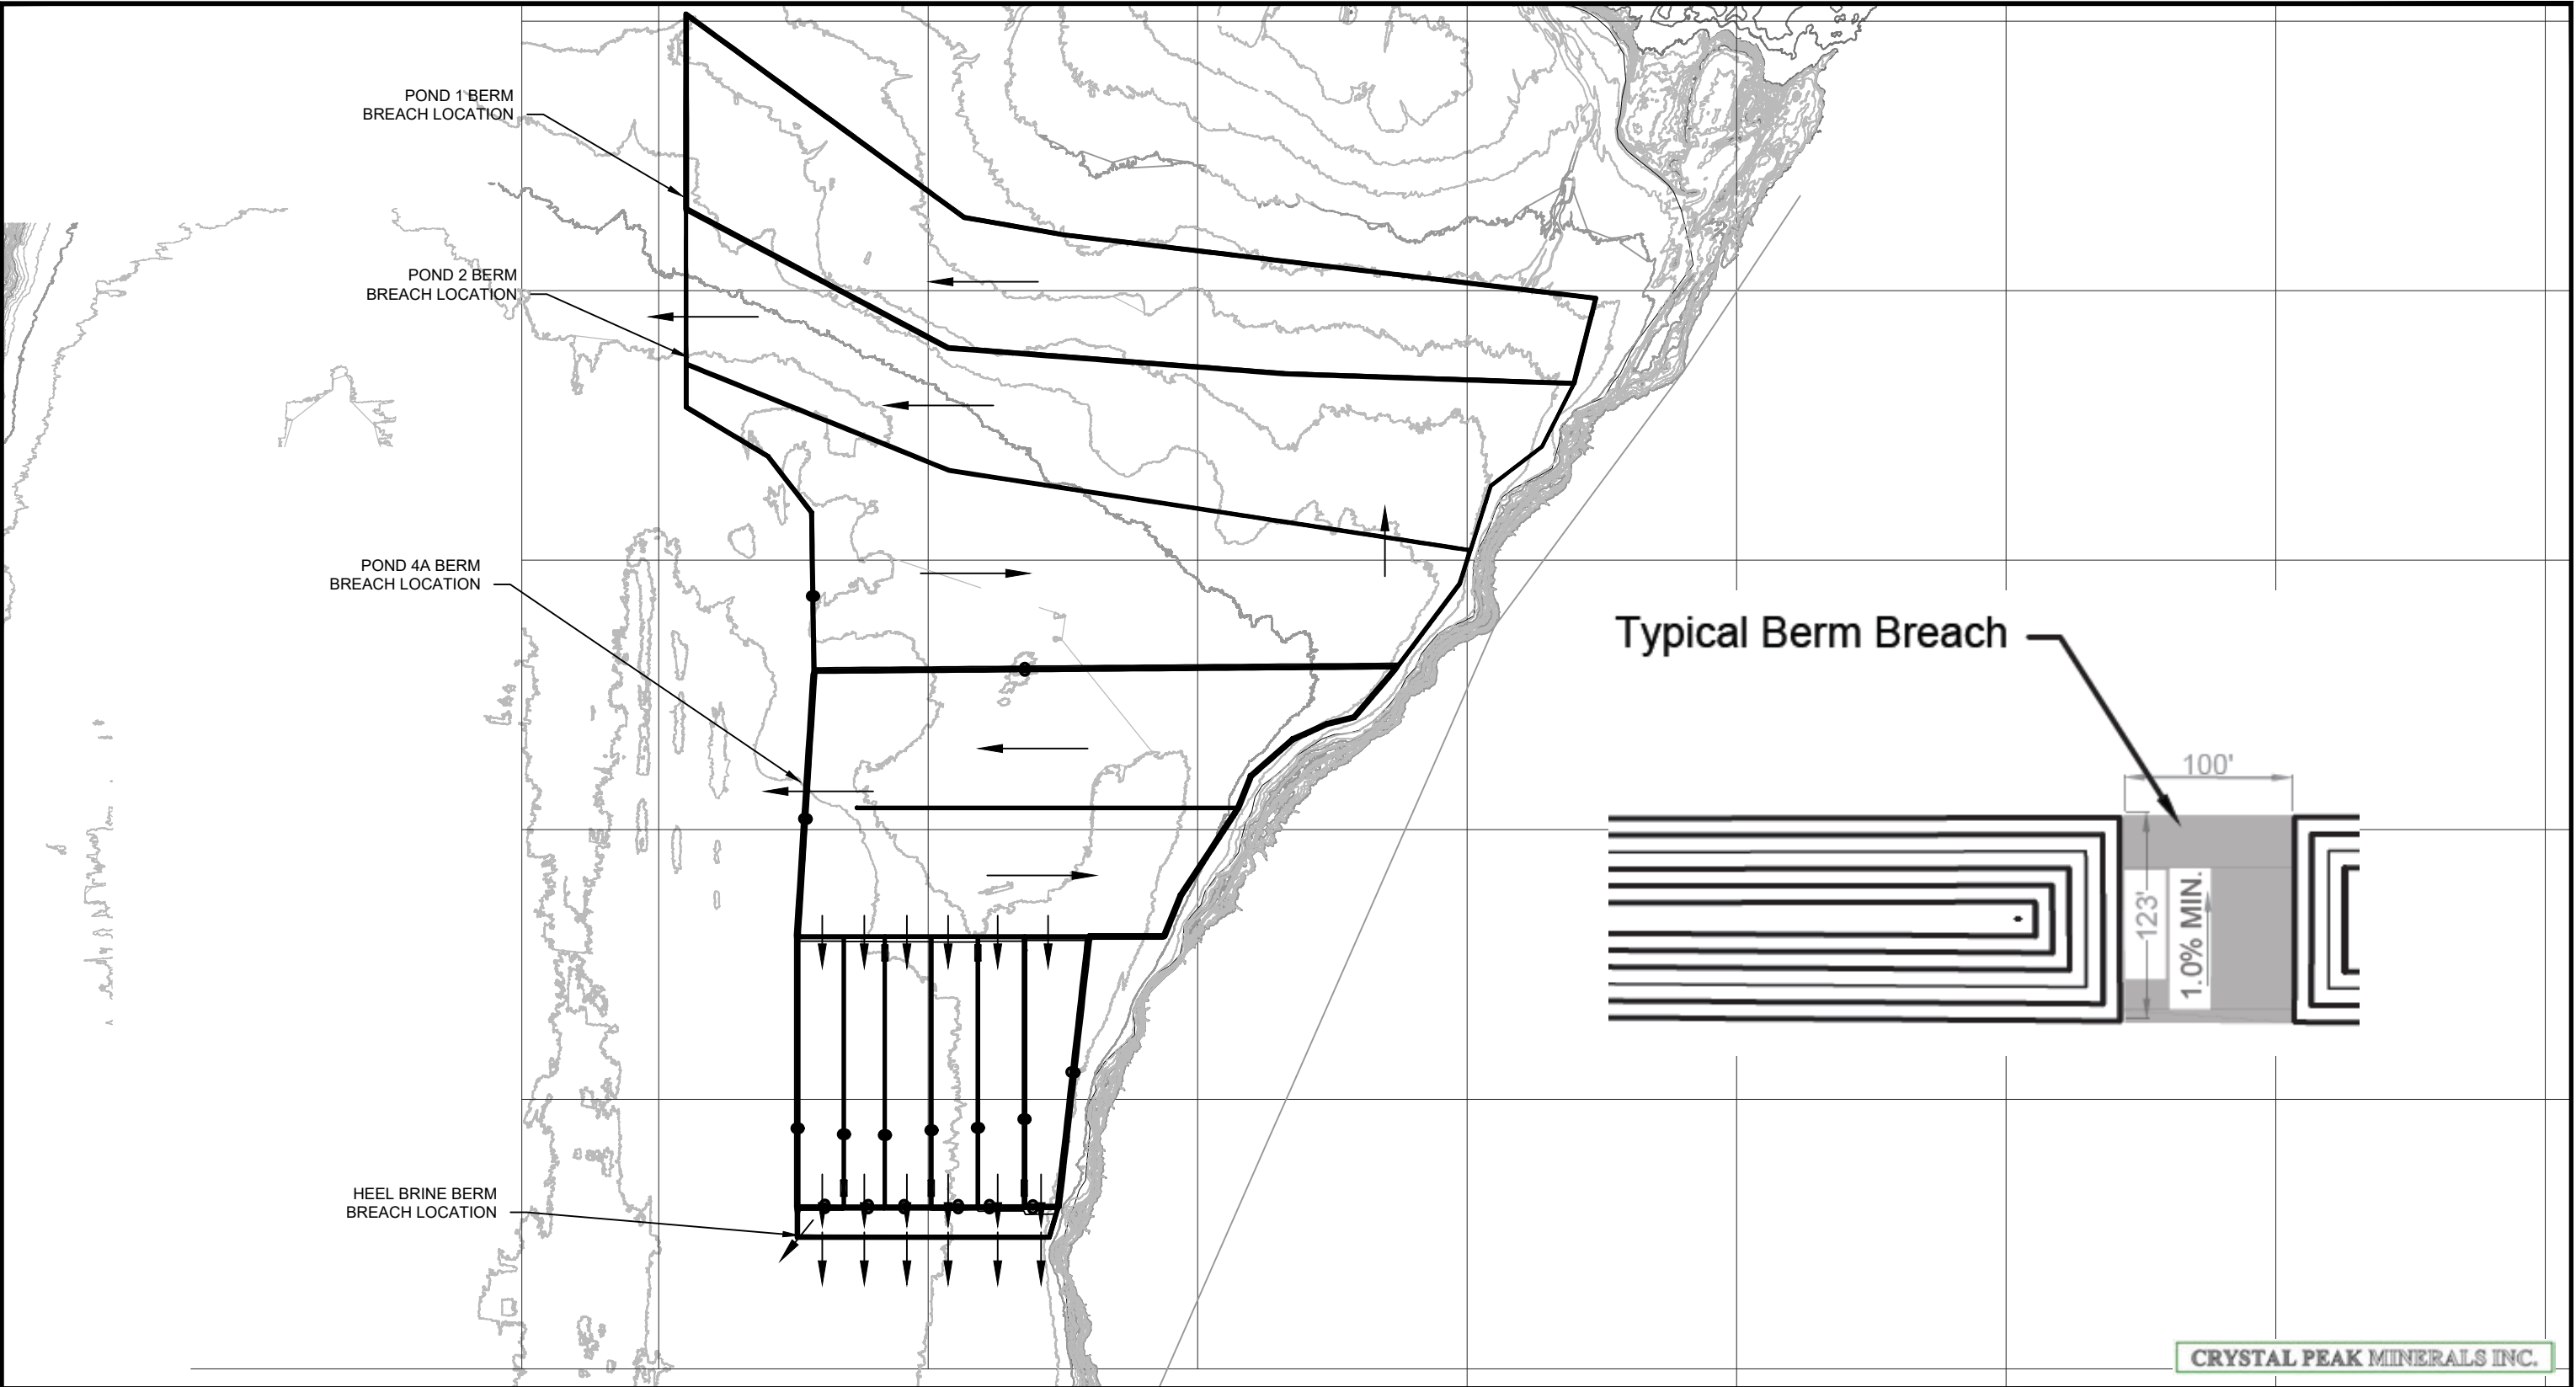 POND 1 BERM
BREACH LOCATION
POND 2 BERM
BREACH LOCATION
POND 4A BERM
BREACH LOCATION
HEEL BRINE BERM
BREACH LOCATION
Typical Berm Breach
100'
123'
1.0% MIN.
CRYSTAL PEAK MINERALS INC.